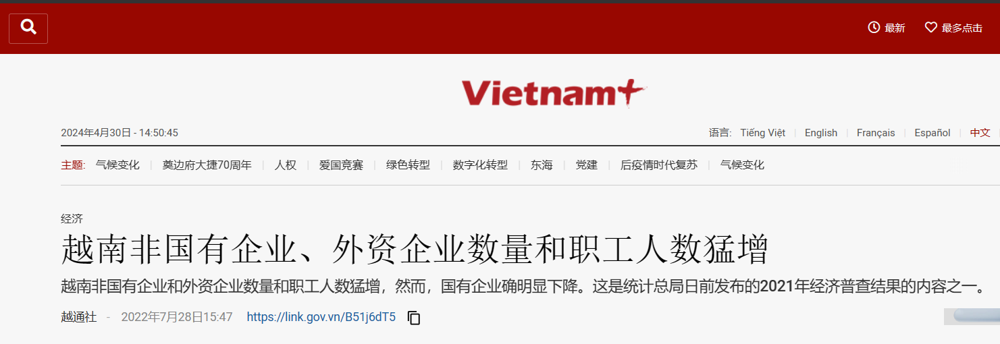 最新 最多点击
Vietnam+
2024年4月30日 - 14:50:45 语言: Tiếng Việt English Français Español 中文
主题: 气候变化 奠边府大捷70周年 人权 爱国竞赛 绿色转型 数字化转型 东海 党建 后疫情时代复苏 气候变化
经济
越南非国有企业、外资企业数量和职工人数猛增
越南非国有企业和外资企业数量和职工人数猛增，然而，国有企业确明显下降。这是统计总局日前发布的2021年经济普查结果的内容之一。
越通社 - 2022年7月28日15:47 https://link.gov.vn/B51j6dT5